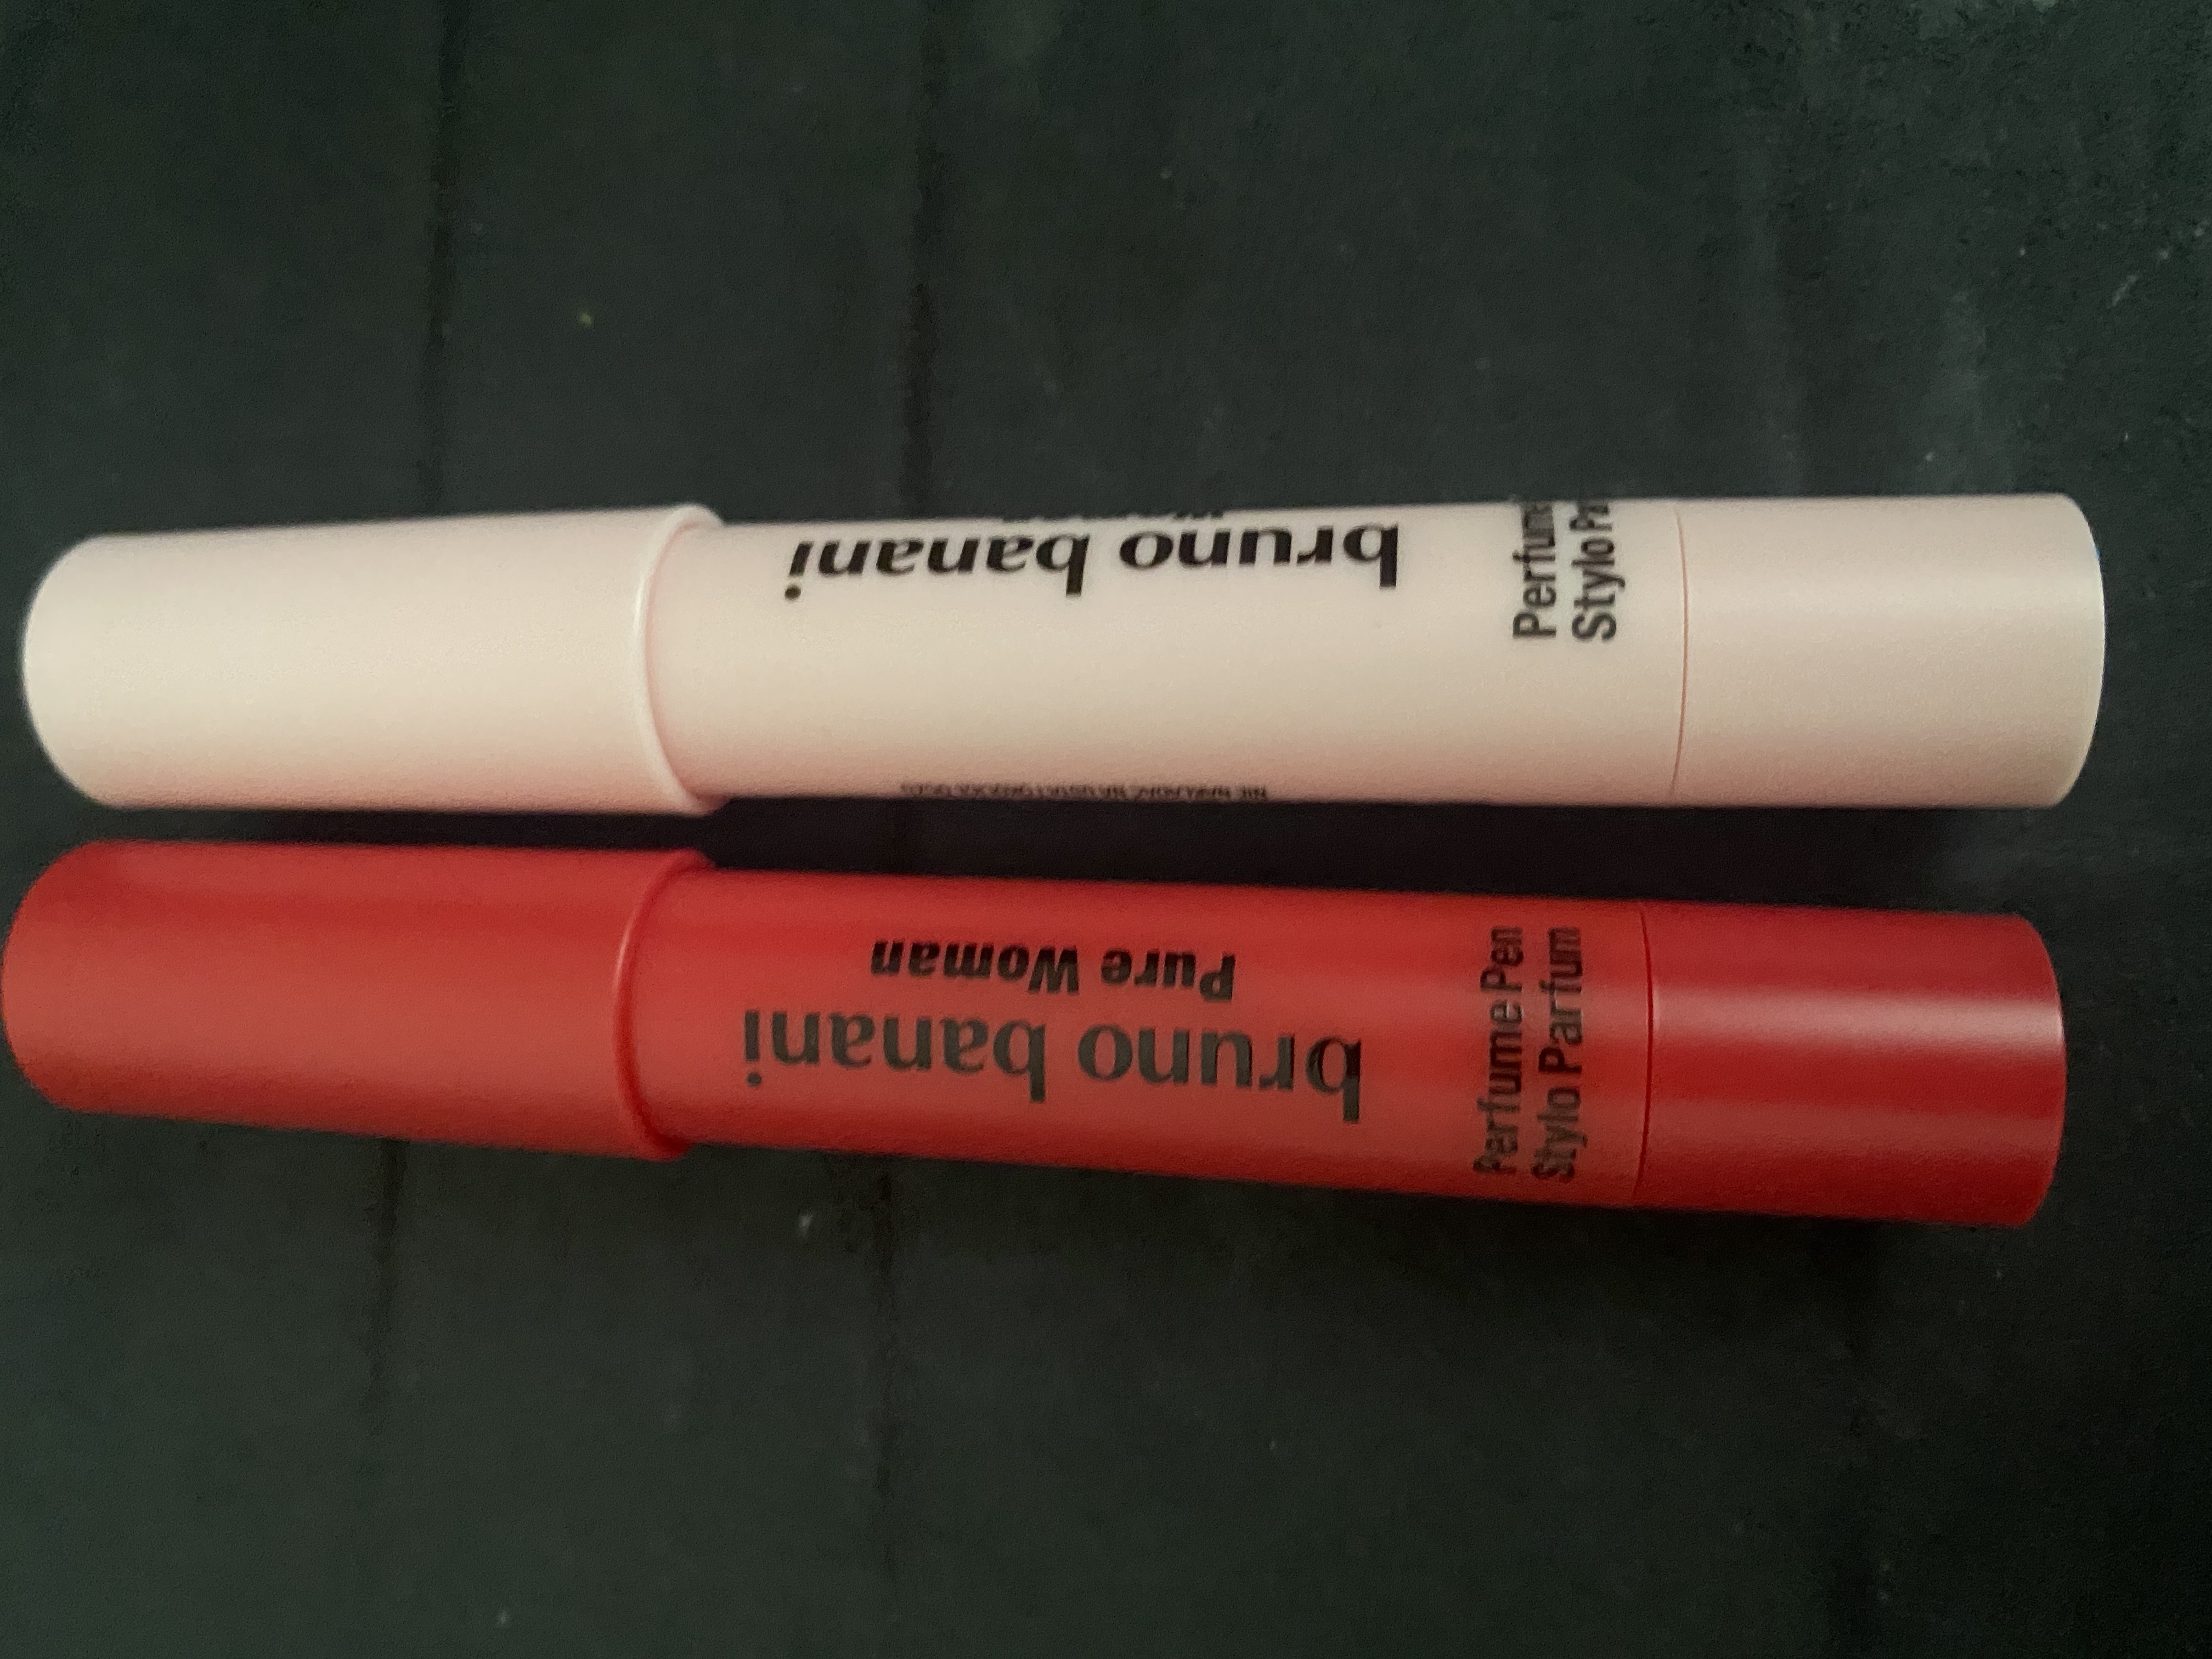 bruno banani
Perfume
Stylo Pa
bruno banani
Pure Woman
Perfume Pen
Stylo Parfum